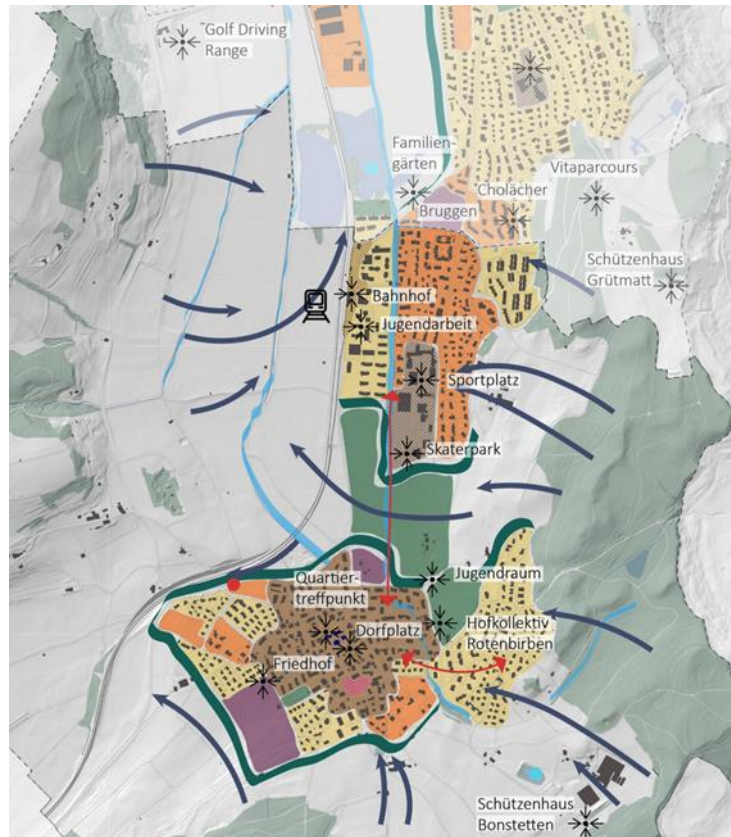 Golf Driving
Range
Familien-
gärten
Bruggen
Cholächer
Vitaparcours
Schützenhaus
Grütmatt
Bahnhof
Jugendarbeit
Sportplatz
Skaterpark
Jugendraum
Quartier-
treffpunkt
Dorfplatz
Hofkollektiv
Rotenbirben
Friedhof
Schützenhaus
Bonstetten